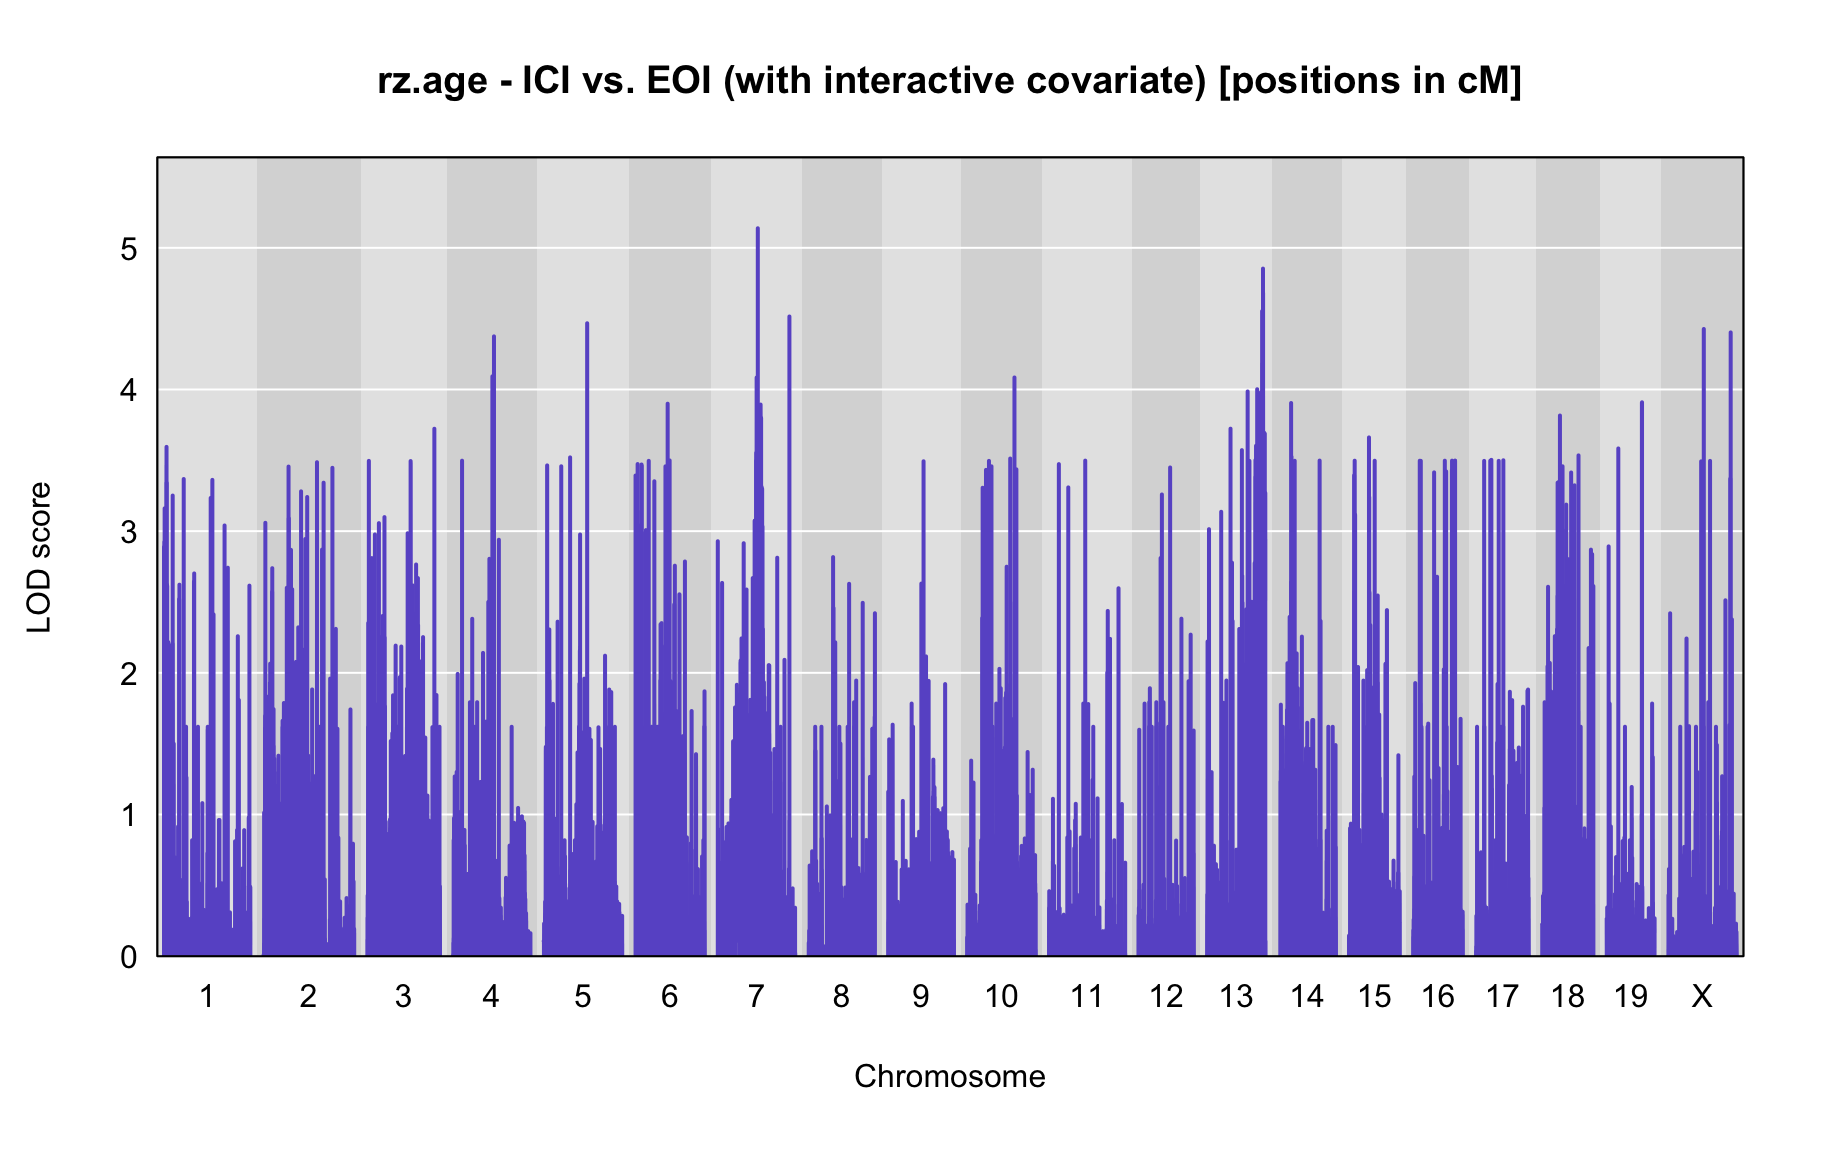 rz.age - ICI vs. EOI (with interactive covariate) [positions in cM]
LOD score
5
4
3
2
1
0
1 2 3 4 5 6 7 8 9 10 11 12 13 14 15 16 17 18 19 X
Chromosome